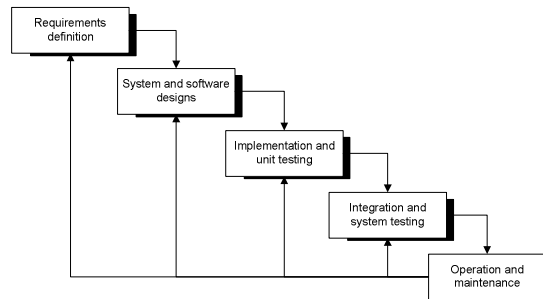 Requirements
definition
System and software
designs
Implementation and
unit testing
Integration and
system testing
Operation and
maintenance